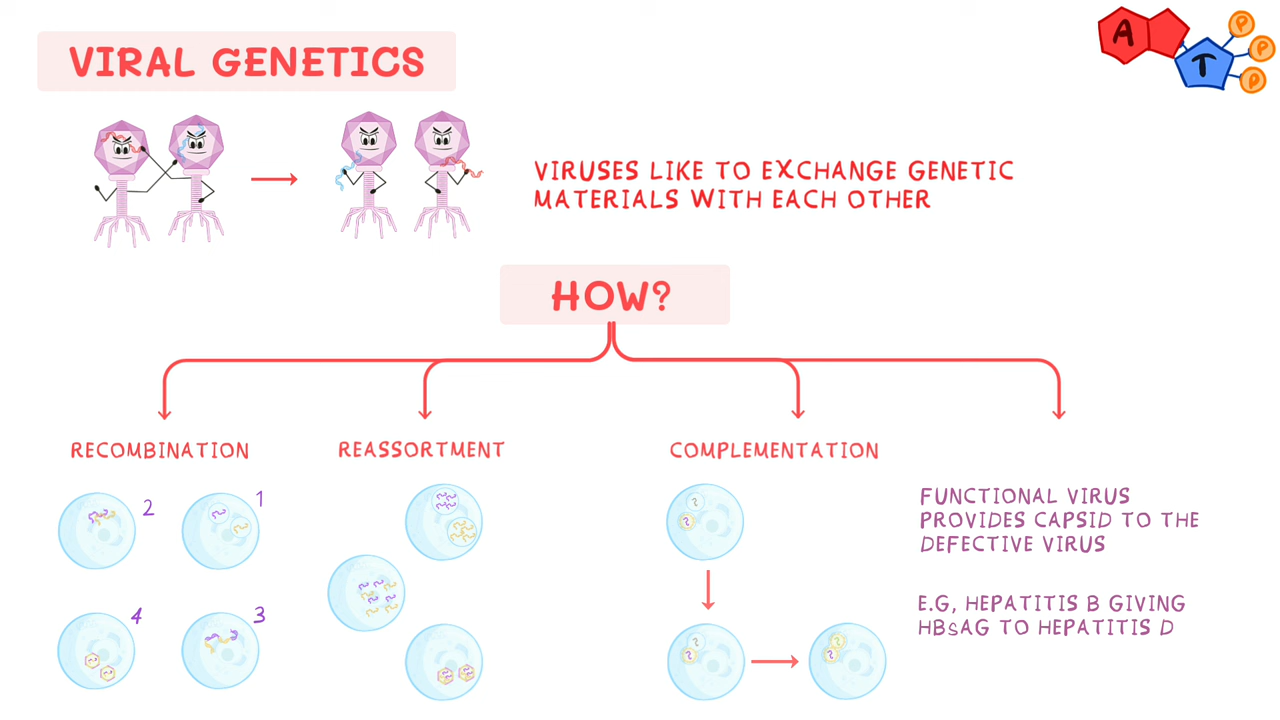 VIRAL GENETICS
A T P P P
VIRUSES LIKE TO EXCHANGE GENETIC
MATERIALS WITH EACH OTHER
HOW?
RECOMBINATION
REASSORTMENT
COMPLEMENTATION
2
1
4
3
FUNCTIONAL VIRUS
PROVIDES CAPSID TO THE
DEFECTIVE VIRUS
E.G, HEPATITIS B GIVING
HBsAG TO HEPATITIS D